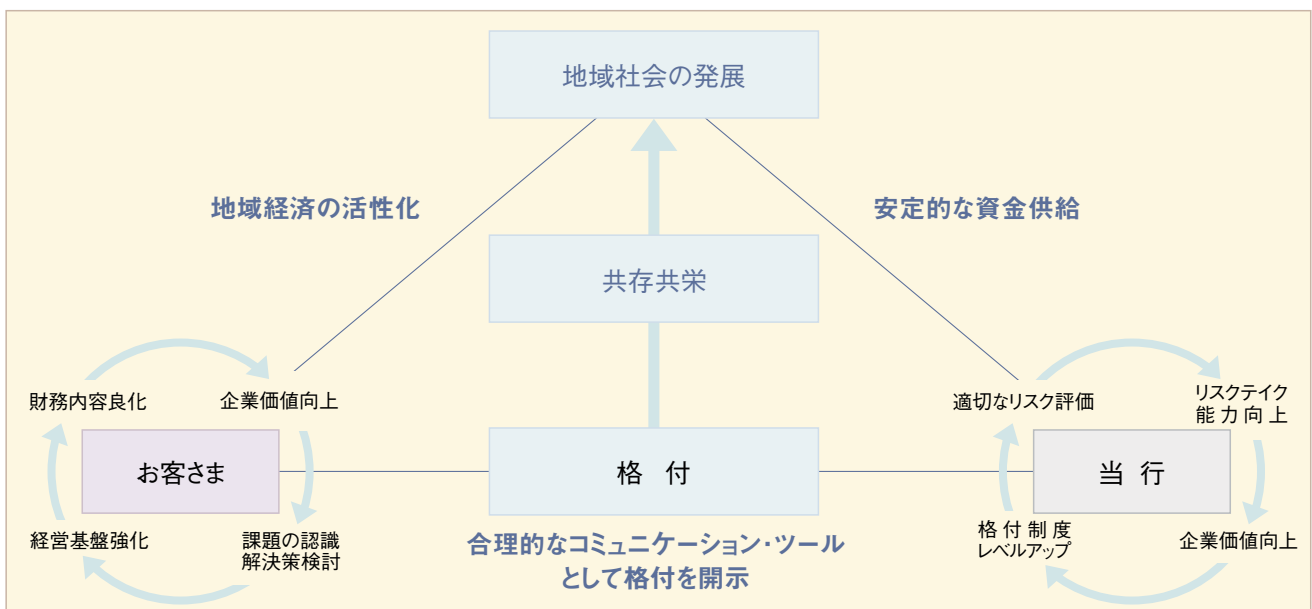 地域社会の発展
地域経済の活性化
安定的な資金供給
共存共栄
財務内容良化
企業価値向上
適切なリスク評価
リスクテイク
能力向上
お客さま
格 付
当 行
経営基盤強化
課題の認識
解決策検討
合理的なコミュニケーション・ツール
として格付を開示
格付制度
レベルアップ
企業価値向上